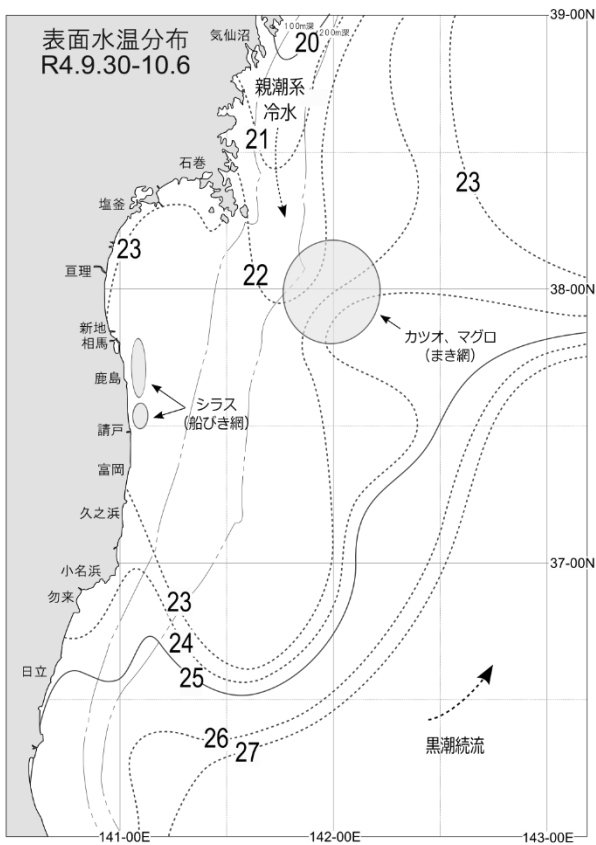 表面水温分布
R4.9.30-10.6
39-00N
気仙沼
100m深
200m深
20
親潮系
冷水
21
石巻
23
塩釜
23
亘理
22
38-00N
新地
相馬
カツオ、マグロ
(まき網)
鹿島
シラス
(船びき網)
請戸
富岡
久之浜
37-00N
小名浜
勿来
23
24
日立
25
26
27
黒潮続流
141-00E
142-00E
143-00E